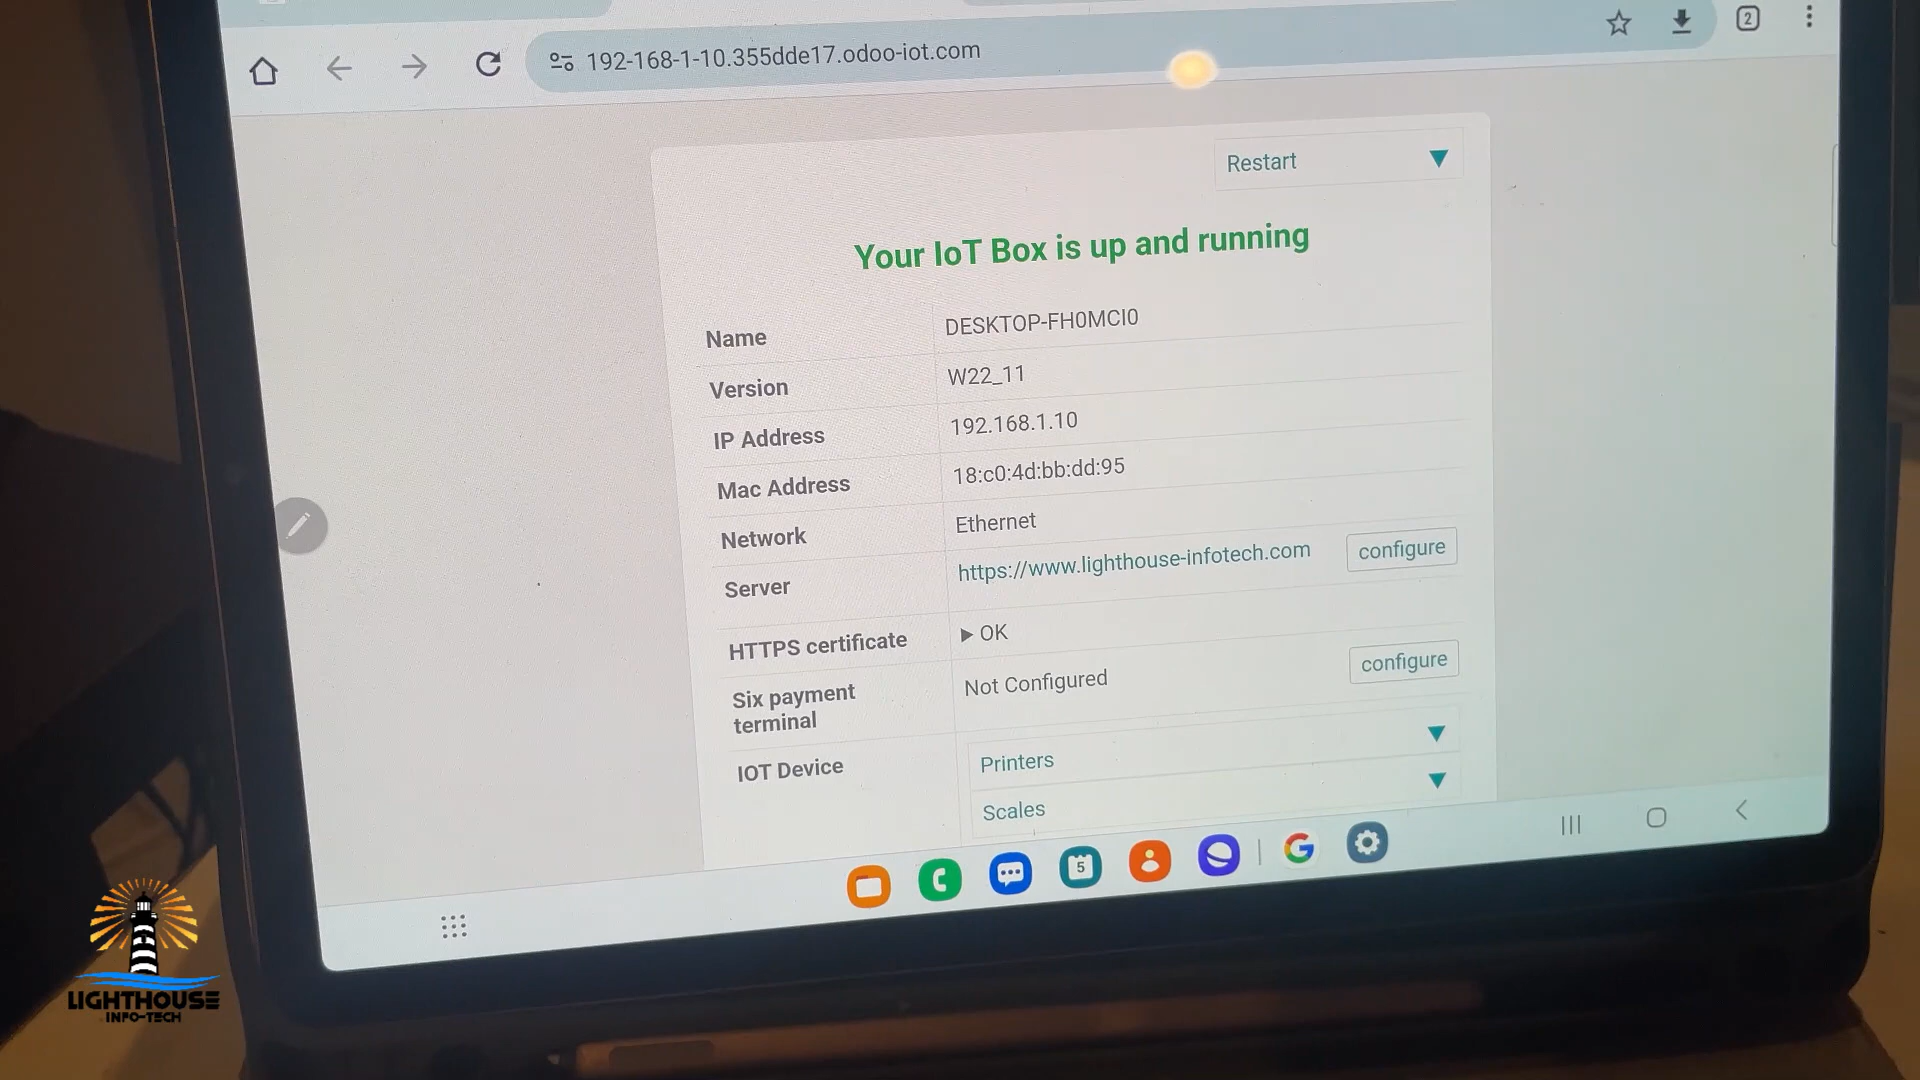 192-168-1-10.355dde17.odoo-iot.com
2
Restart
Your IoT Box is up and running
Name DESKTOP-FH0MCI0
Version W22_11
IP Address 192.168.1.10
Mac Address 18:c0:4d:bb:dd:95
Network Ethernet
Server https://www.lighthouse-infotech.com configure
HTTPS certificate ▶ OK
Six payment
terminal
Not Configured configure
IOT Device
Printers
Scales
5
G
LIGHTHOUSE
INFO-TECH